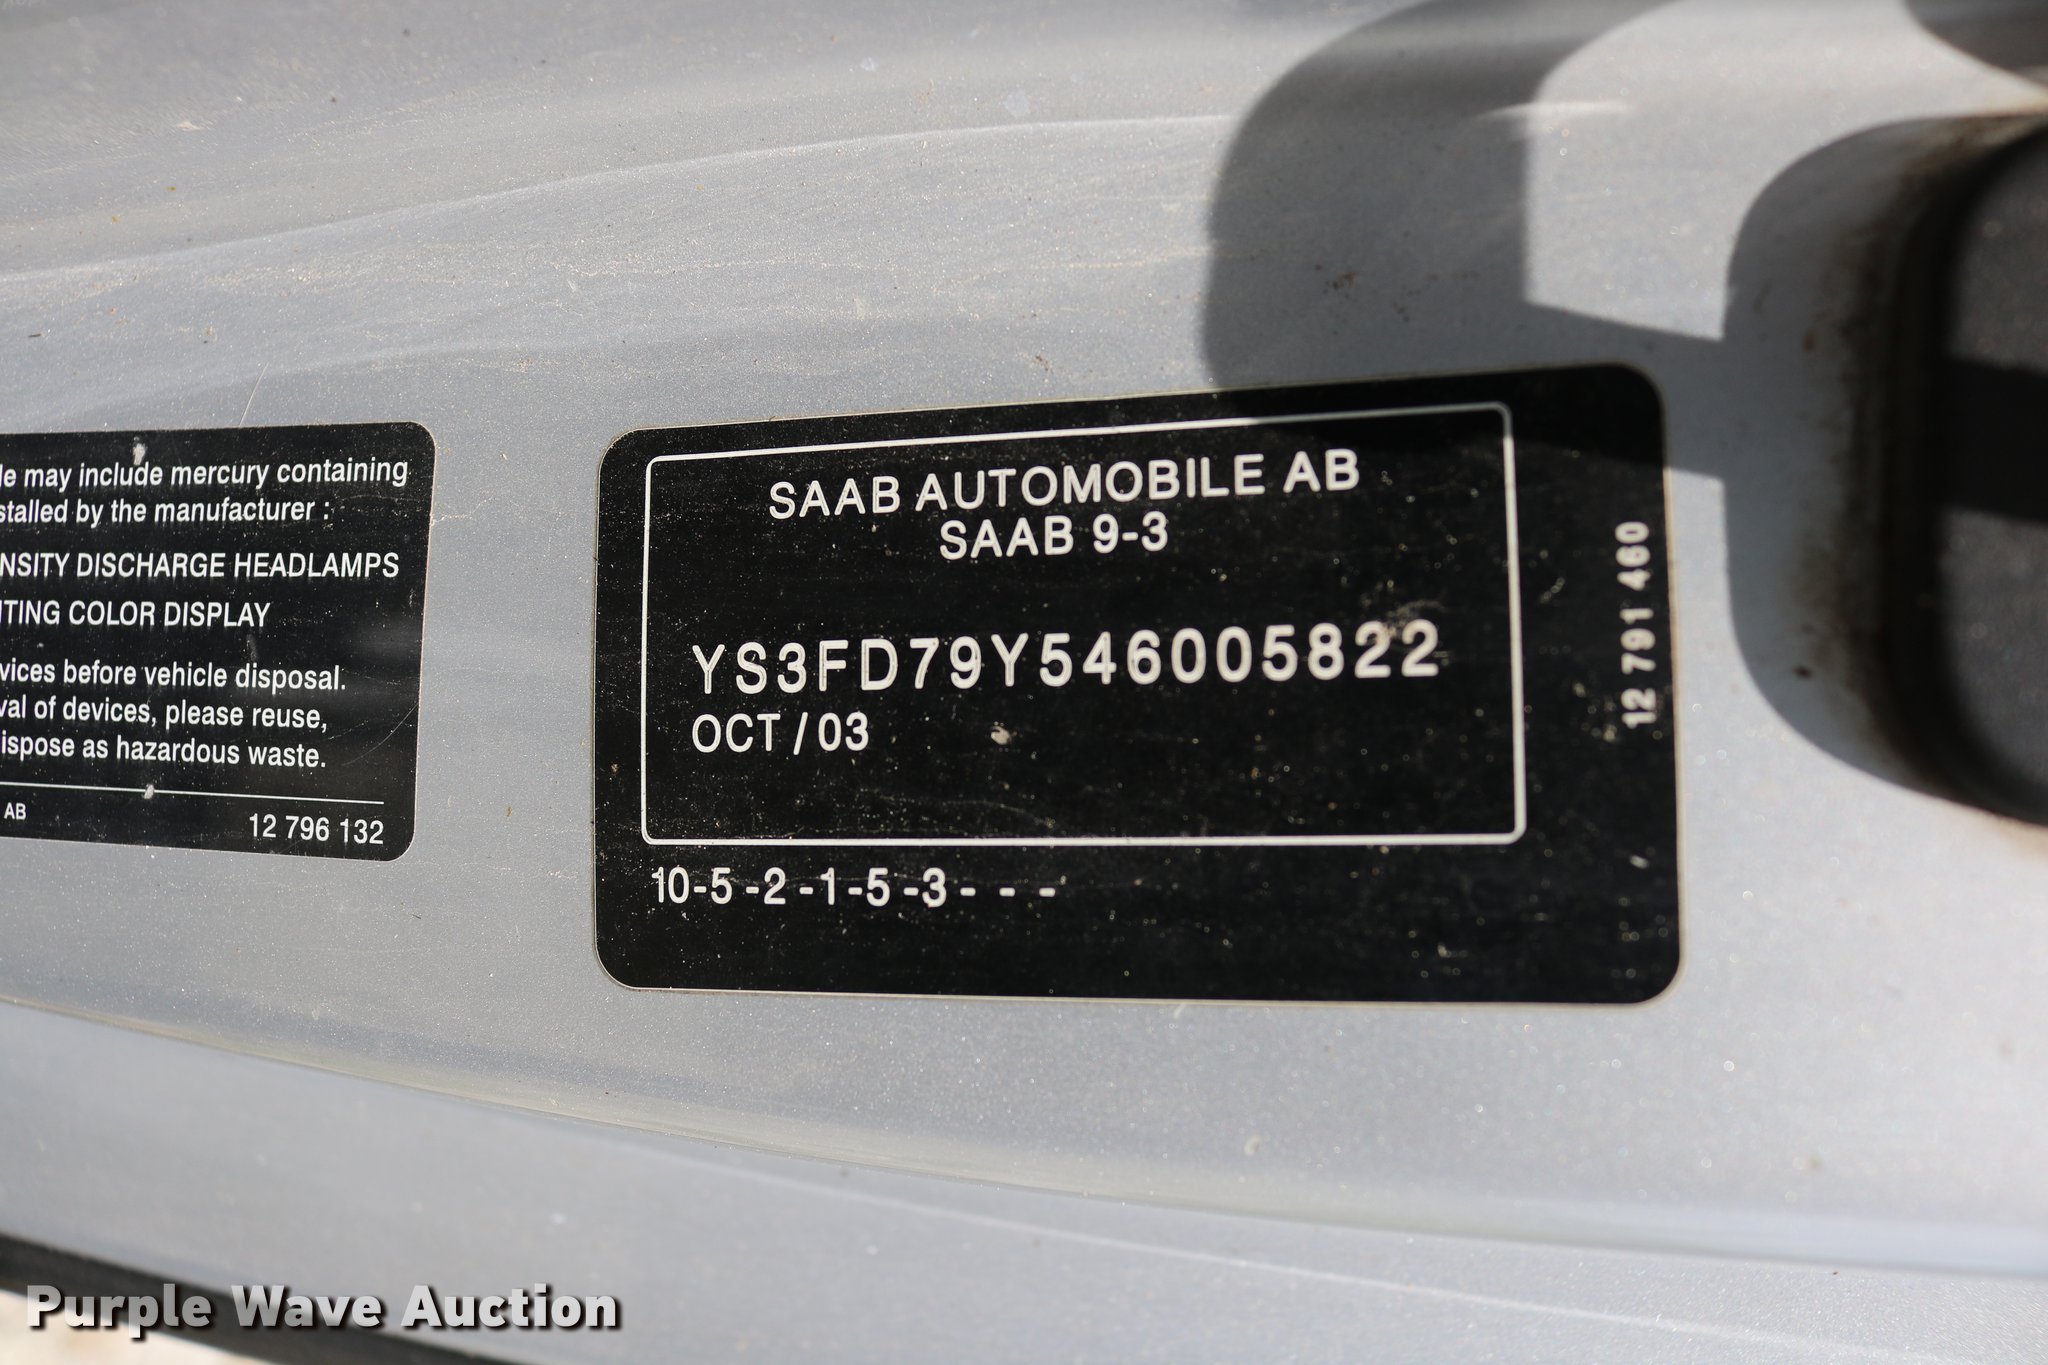 le may include mercury containing
stalled by the manufacturer :
NSITY DISCHARGE HEADLAMPS
ITING COLOR DISPLAY
vices before vehicle disposal.
val of devices, please reuse,
ispose as hazardous waste.
AB
12 796 132
SAAB AUTOMOBILE AB
SAAB 9-3
YS3FD79Y546005822
OCT / 03
10-5 -2 -1-5 -3 - - -
12 791 460
Purple Wave Auction